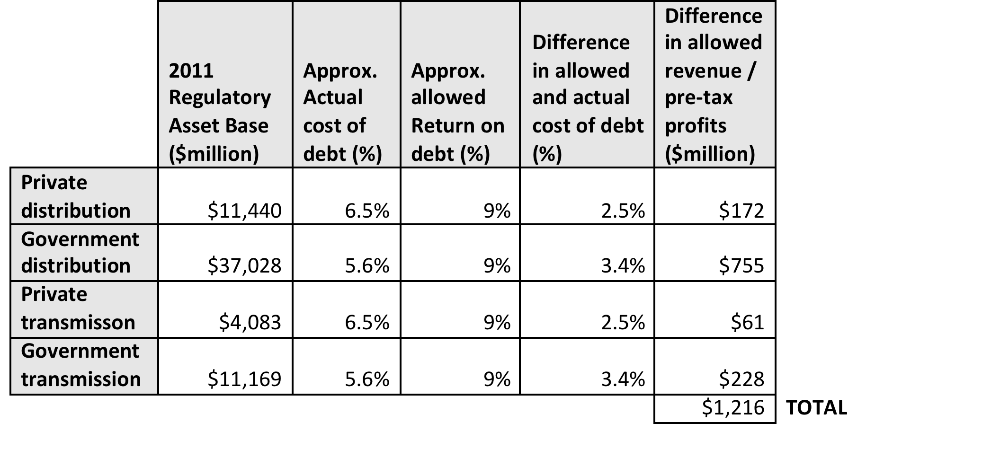 2011 Regulatory Asset Base ($million)
Approx. Actual cost of debt (%)
Approx. allowed Return on debt (%)
Difference in allowed and actual cost of debt (%)
Difference in allowed revenue / pre-tax profits ($million)
Private distribution $11,440 6.5% 9% 2.5% $172
Government distribution $37,028 5.6% 9% 3.4% $755
Private transmisson $4,083 6.5% 9% 2.5% $61
Government transmission $11,169 5.6% 9% 3.4% $228
$1,216 TOTAL